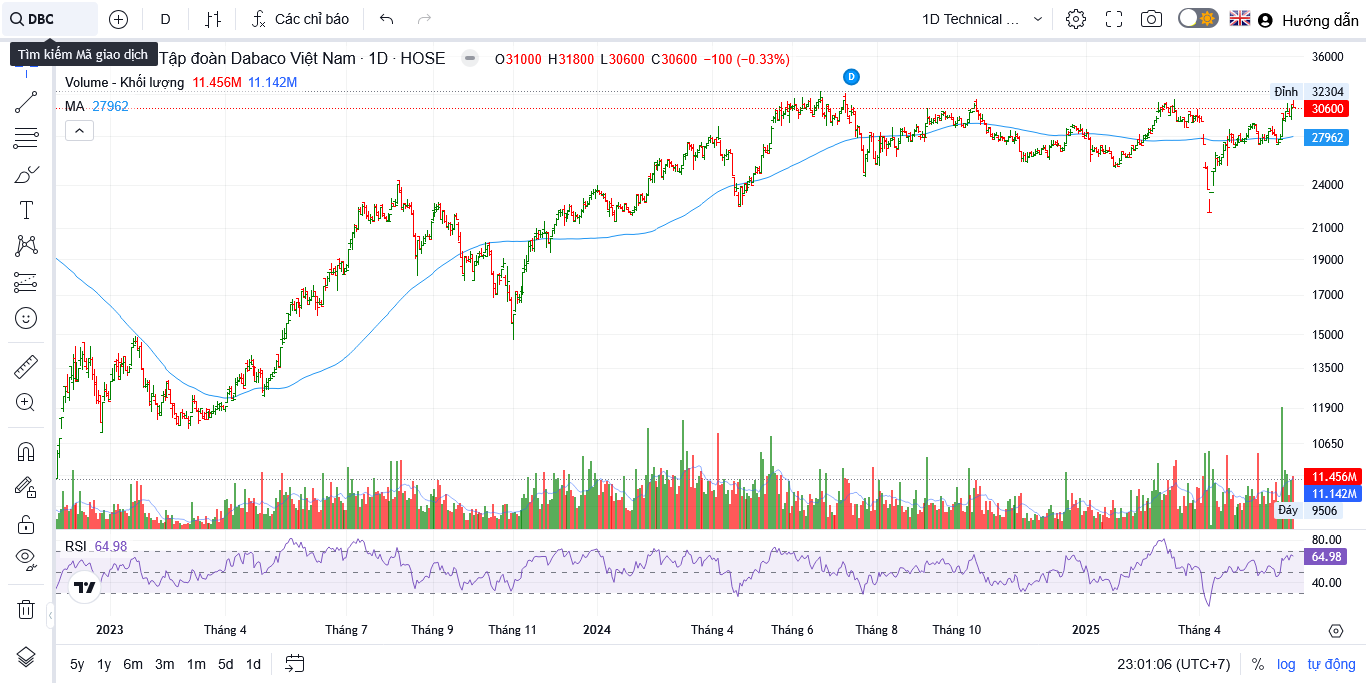 DBC
D
Các chỉ báo
1D Technical ...
Hướng dẫn
Tìm kiếm Mã giao dịch
Tập đoàn Dabaco Việt Nam · 1D · HOSE
O31000 H31800 L30600 C30600 −100 (−0.33%)
Volume - Khối lượng 11.456M 11.142M
MA 27962
D
36000
Đỉnh 32304
30600
27962
24000
21000
19000
17000
15000
13500
11900
10650
11.456M
11.142M
Đáy 9506
RSI 64.98
80.00
64.98
40.00
2023 Tháng 4 Tháng 7 Tháng 9 Tháng 11 2024 Tháng 4 Tháng 6 Tháng 8 Tháng 10 2025 Tháng 4
5y 1y 6m 3m 1m 5d 1d
23:01:06 (UTC+7) % log tự động